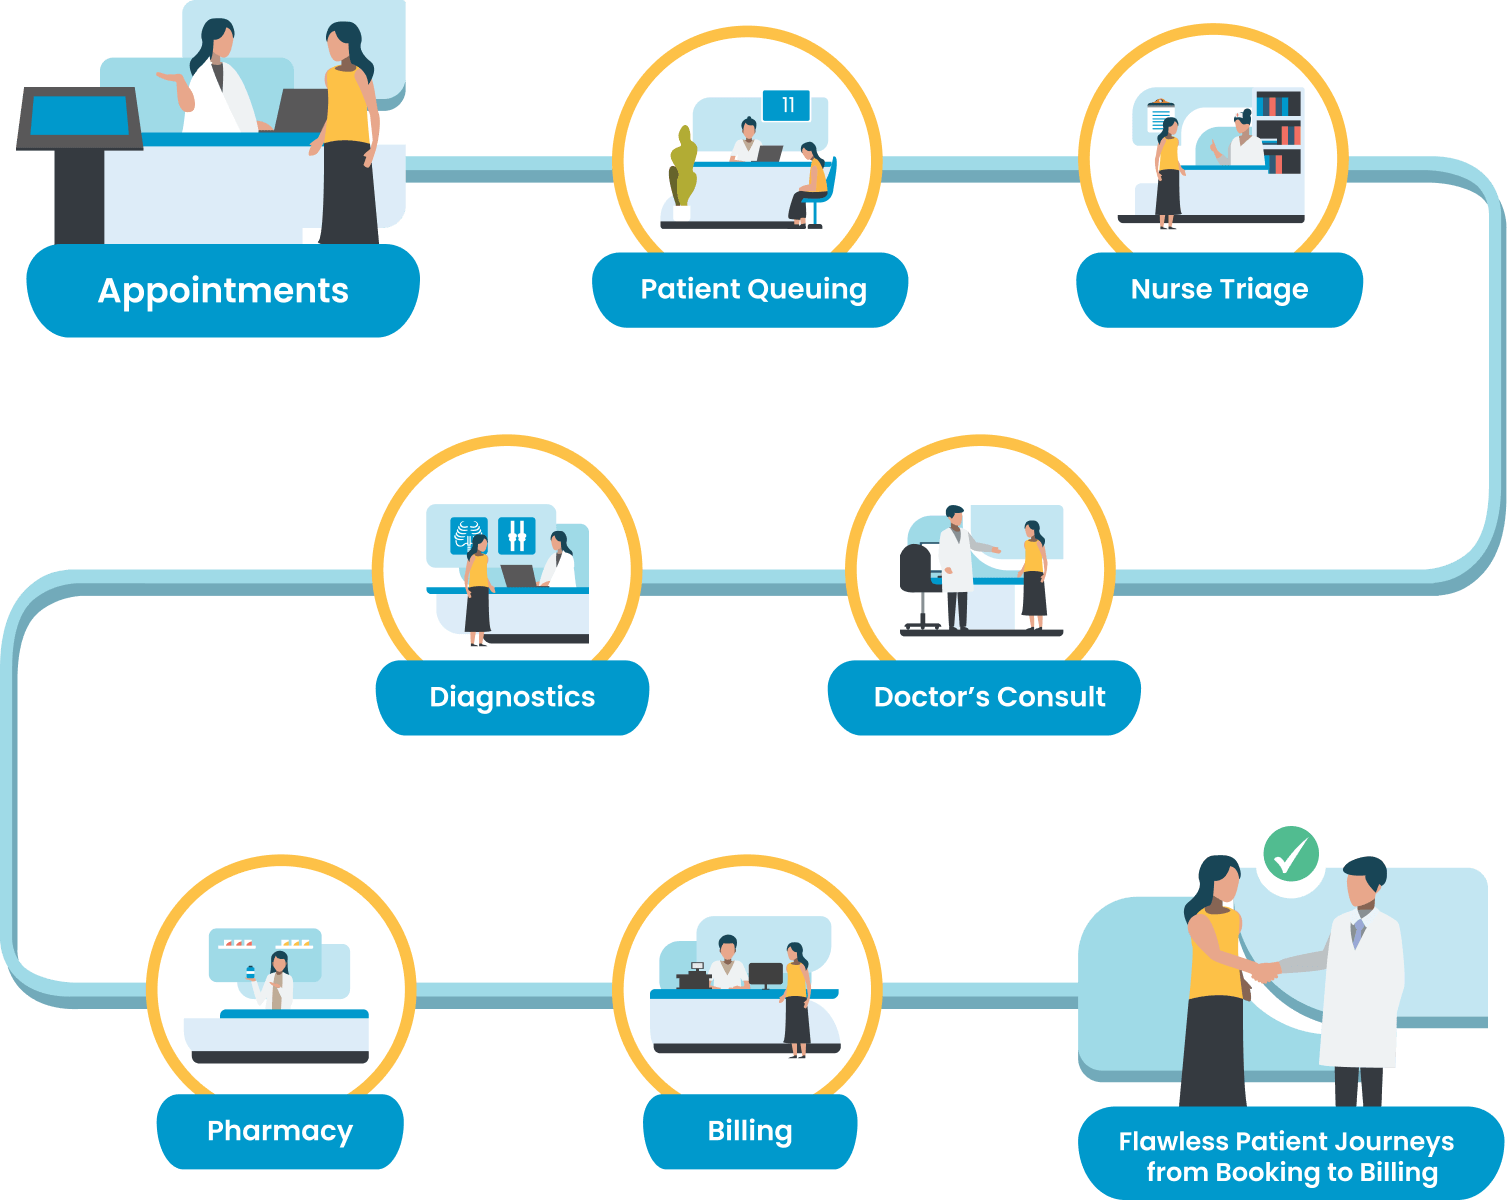 11
Appointments
Patient Queuing
Nurse Triage
Doctor’s Consult
Diagnostics
Pharmacy
Billing
Flawless Patient Journeys
from Booking to Billing